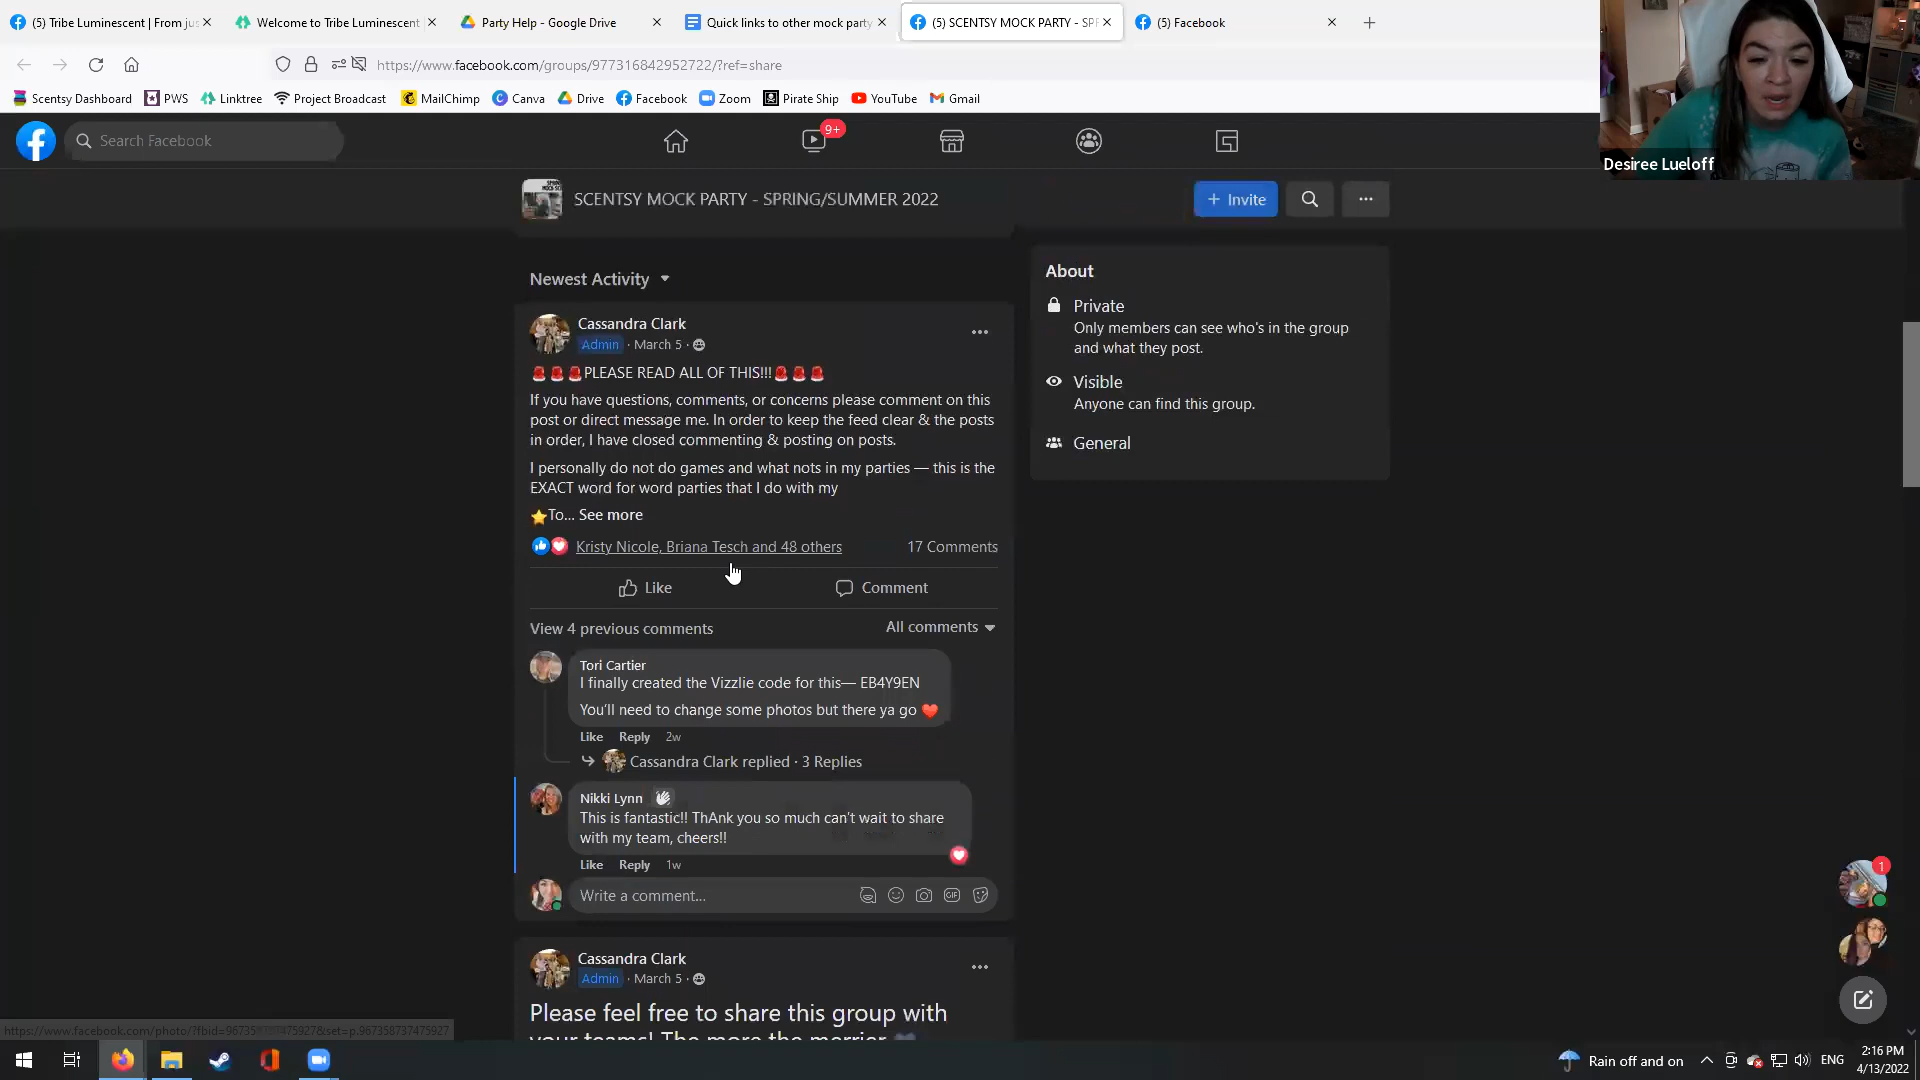 (5) Tribe Luminescent | From jus
Welcome to Tribe Luminescent
Party Help - Google Drive
Quick links to other mock party
(5) SCENTSY MOCK PARTY - SPR
(5) Facebook
https://www.facebook.com/groups/977316842952722/?ref=share
Scentsy Dashboard
PWS
Linktree
Project Broadcast
MailChimp
Canva
Drive
Facebook
Zoom
Pirate Ship
YouTube
Gmail
Desiree Lueloff
Search Facebook
9+
SCENTSY MOCK PARTY - SPRING/SUMMER 2022
+ Invite
Newest Activity
Cassandra Clark
Admin · March 5 ·
🚨🚨🚨PLEASE READ ALL OF THIS!!!🚨🚨🚨
If you have questions, comments, or concerns please comment on this
post or direct message me. In order to keep the feed clear & the posts
in order, I have closed commenting & posting on posts.
I personally do not do games and what nots in my parties — this is the
EXACT word for word parties that I do with my
⭐To... See more
Kristy Nicole, Briana Tesch and 48 others
17 Comments
Like
Comment
View 4 previous comments
All comments
Tori Cartier
I finally created the Vizzlie code for this— EB4Y9EN
You'll need to change some photos but there ya go ❤️
Like Reply 2w
Cassandra Clark replied · 3 Replies
Nikki Lynn
This is fantastic!! ThAnk you so much can't wait to share
with my team, cheers!!
Like Reply 1w
Write a comment...
GIF
Cassandra Clark
Admin · March 5 ·
Please feel free to share this group with
your teams! The more the merrier
About
Private
Only members can see who's in the group
and what they post.
Visible
Anyone can find this group.
General
1
Rain off and on
ENG
2:16 PM
4/13/2022